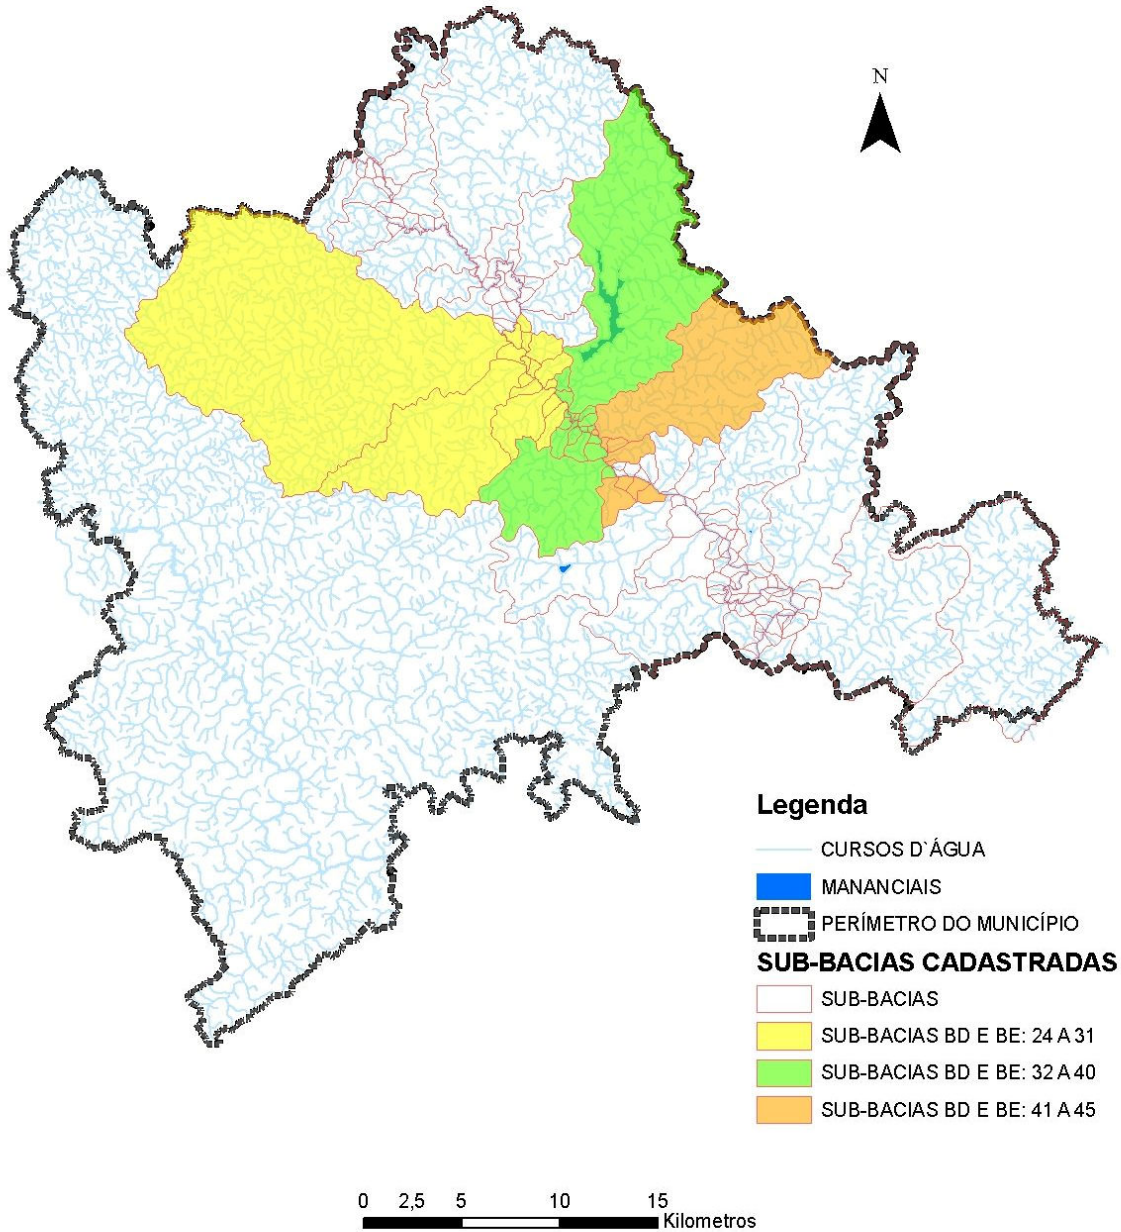 N
Legenda
CURSOS D`ÁGUA
MANANCIAIS
PERÍMETRO DO MUNICÍPIO
SUB-BACIAS CADASTRADAS
SUB-BACIAS
SUB-BACIAS BD E BE: 24 A 31
SUB-BACIAS BD E BE: 32 A 40
SUB-BACIAS BD E BE: 41 A 45
0 2,5 5 10 15
Kilometros